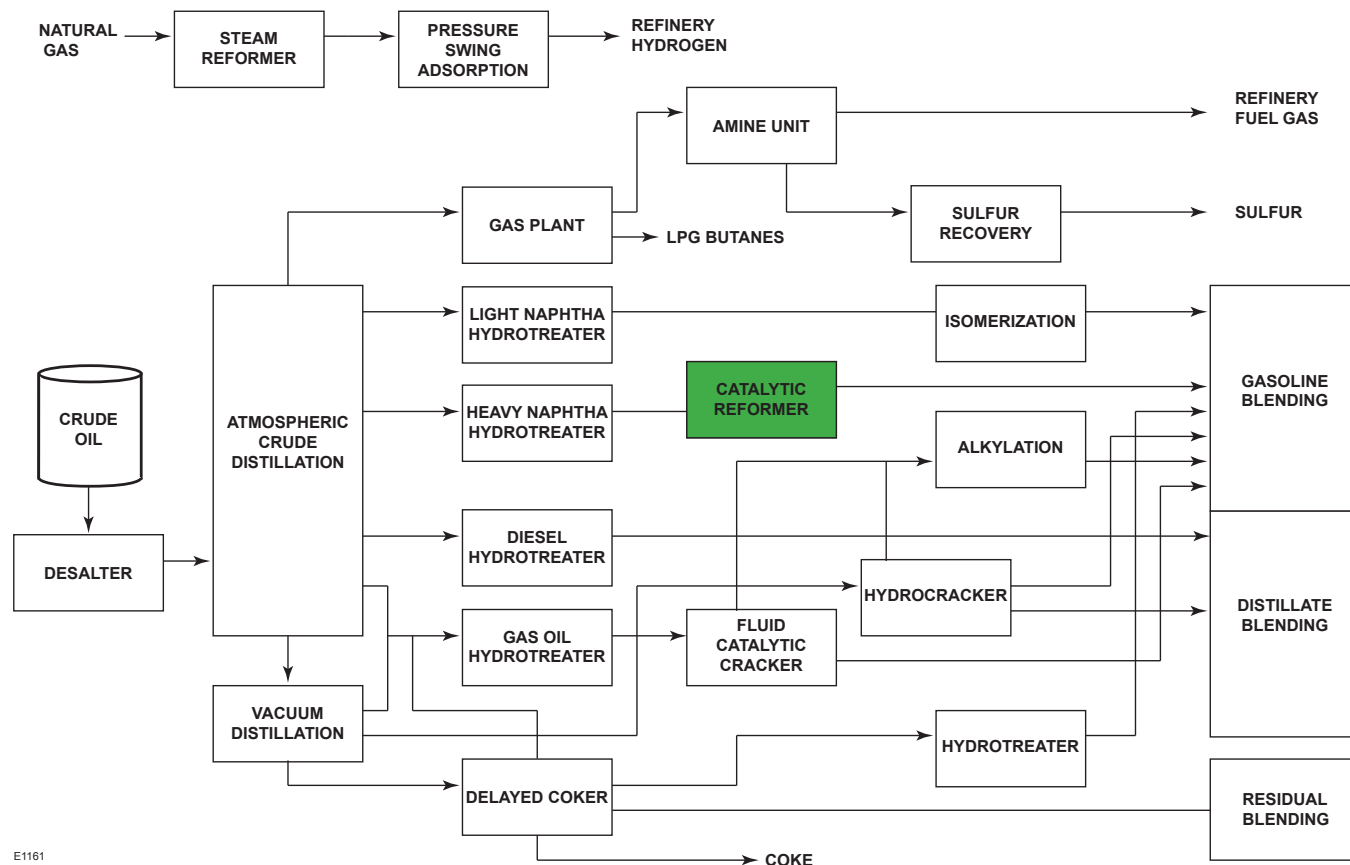 NATURAL
GAS
STEAM
REFORMER
PRESSURE
SWING
ADSORPTION
REFINERY
HYDROGEN
AMINE UNIT
REFINERY
FUEL GAS
GAS PLANT
LPG BUTANES
SULFUR
RECOVERY
SULFUR
LIGHT NAPHTHA
HYDROTREATER
ISOMERIZATION
HEAVY NAPHTHA
HYDROTREATER
CATALYTIC
REFORMER
GASOLINE
BLENDING
CRUDE
OIL
ATMOSPHERIC
CRUDE
DISTILLATION
ALKYLATION
DESALTER
DIESEL
HYDROTREATER
HYDROCRACKER
DISTILLATE
BLENDING
GAS OIL
HYDROTREATER
FLUID
CATALYTIC
CRACKER
VACUUM
DISTILLATION
HYDROTREATER
DELAYED COKER
RESIDUAL
BLENDING
COKE
E1161